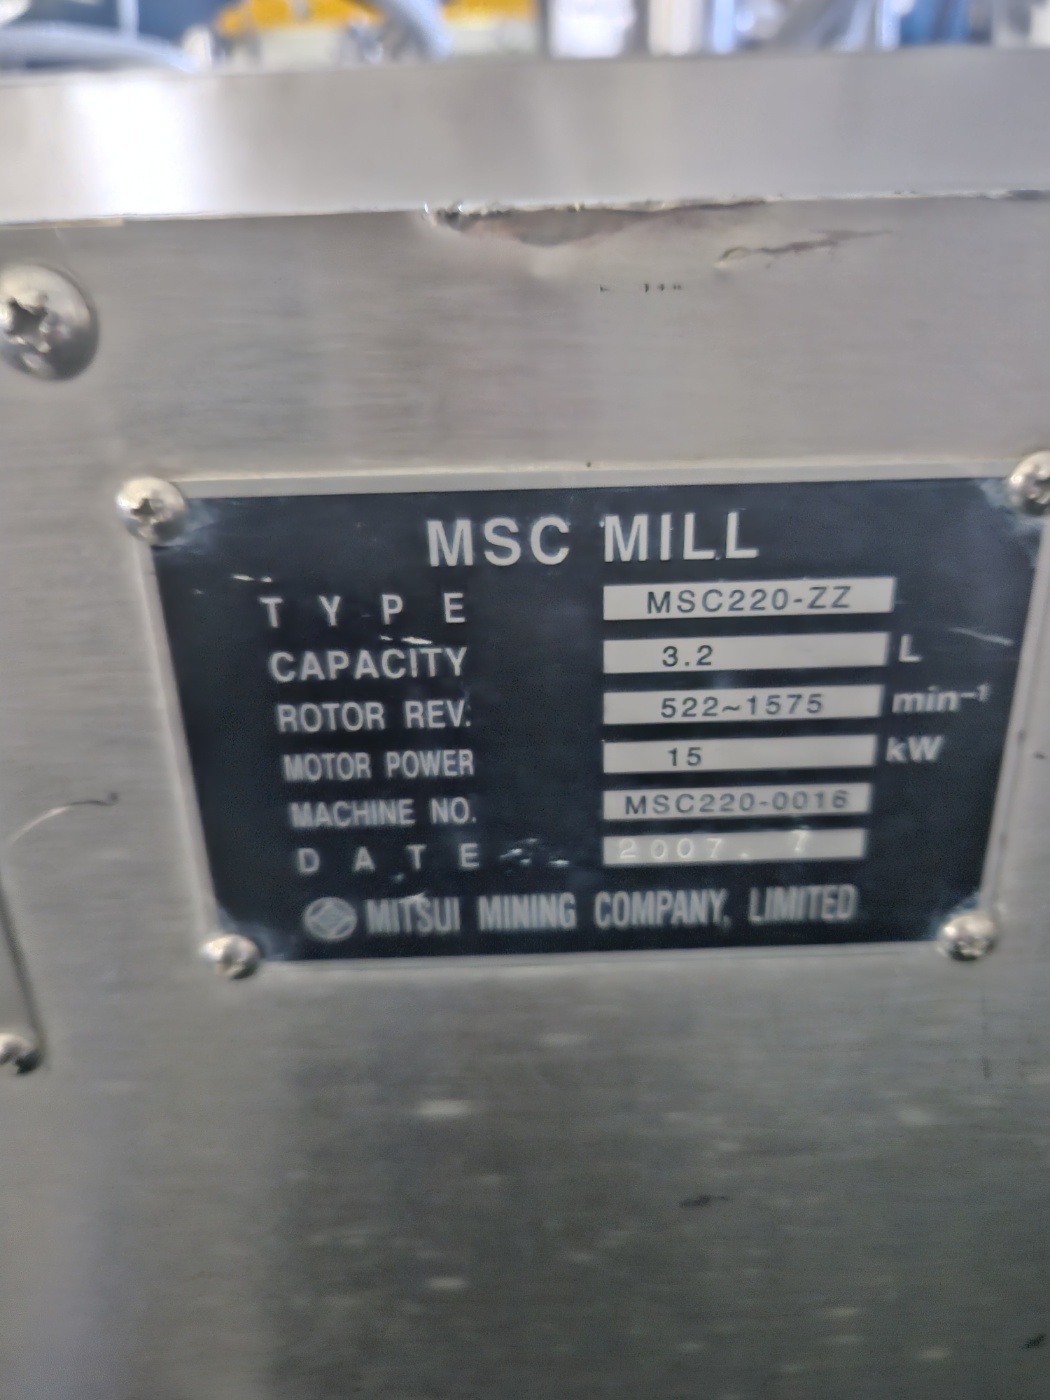 MSC MILL
TYPE MSC220-ZZ
CAPACITY 3.2 L
ROTOR REV. 522~1575 min⁻¹
MOTOR POWER 15 kW
MACHINE NO. MSC220-0016
DATE 2007. 7
MITSUI MINING COMPANY, LIMITED